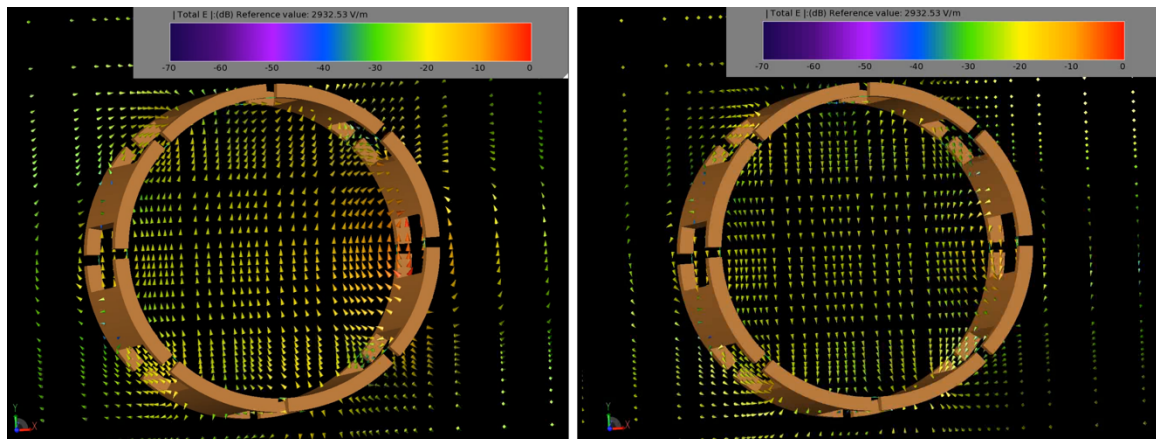 | Total E |:(dB) Reference value: 2932.53 V/m
-70 -60 -50 -40 -30 -20 -10 0
Y X
| Total E |:(dB) Reference value: 2932.53 V/m
-70 -60 -50 -40 -30 -20 -10 0
Y X